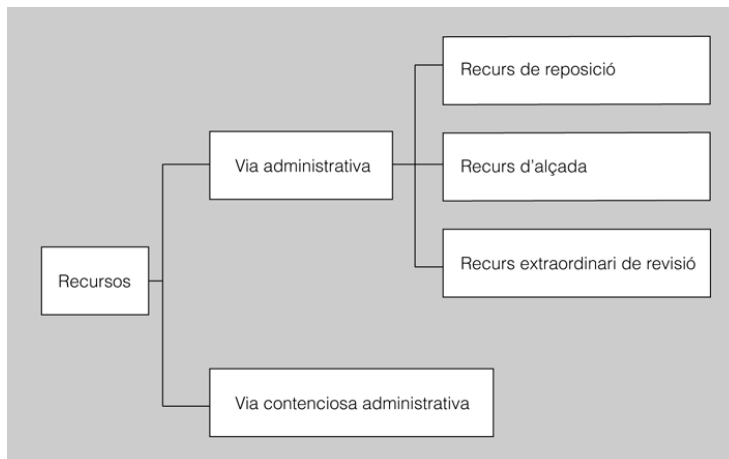 Recursos
Via administrativa
Recurs de reposició
Recurs d'alçada
Recurs extraordinari de revisió
Via contenciosa administrativa